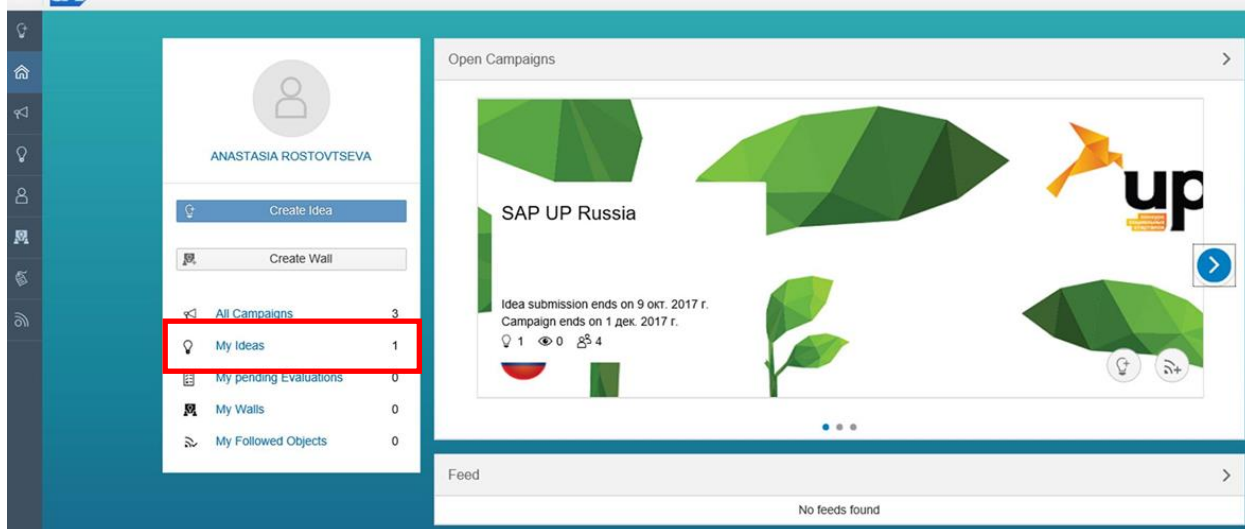 ANASTASIA ROSTOVTSEVA
Create Idea
Create Wall
All Campaigns 3
My Ideas 1
My pending Evaluations 0
My Walls 0
My Followed Objects 0
Open Campaigns
SAP UP Russia
up
Idea submission ends on 9 окт. 2017 г.
Campaign ends on 1 дек. 2017 г.
1 0 4
Feed
No feeds found